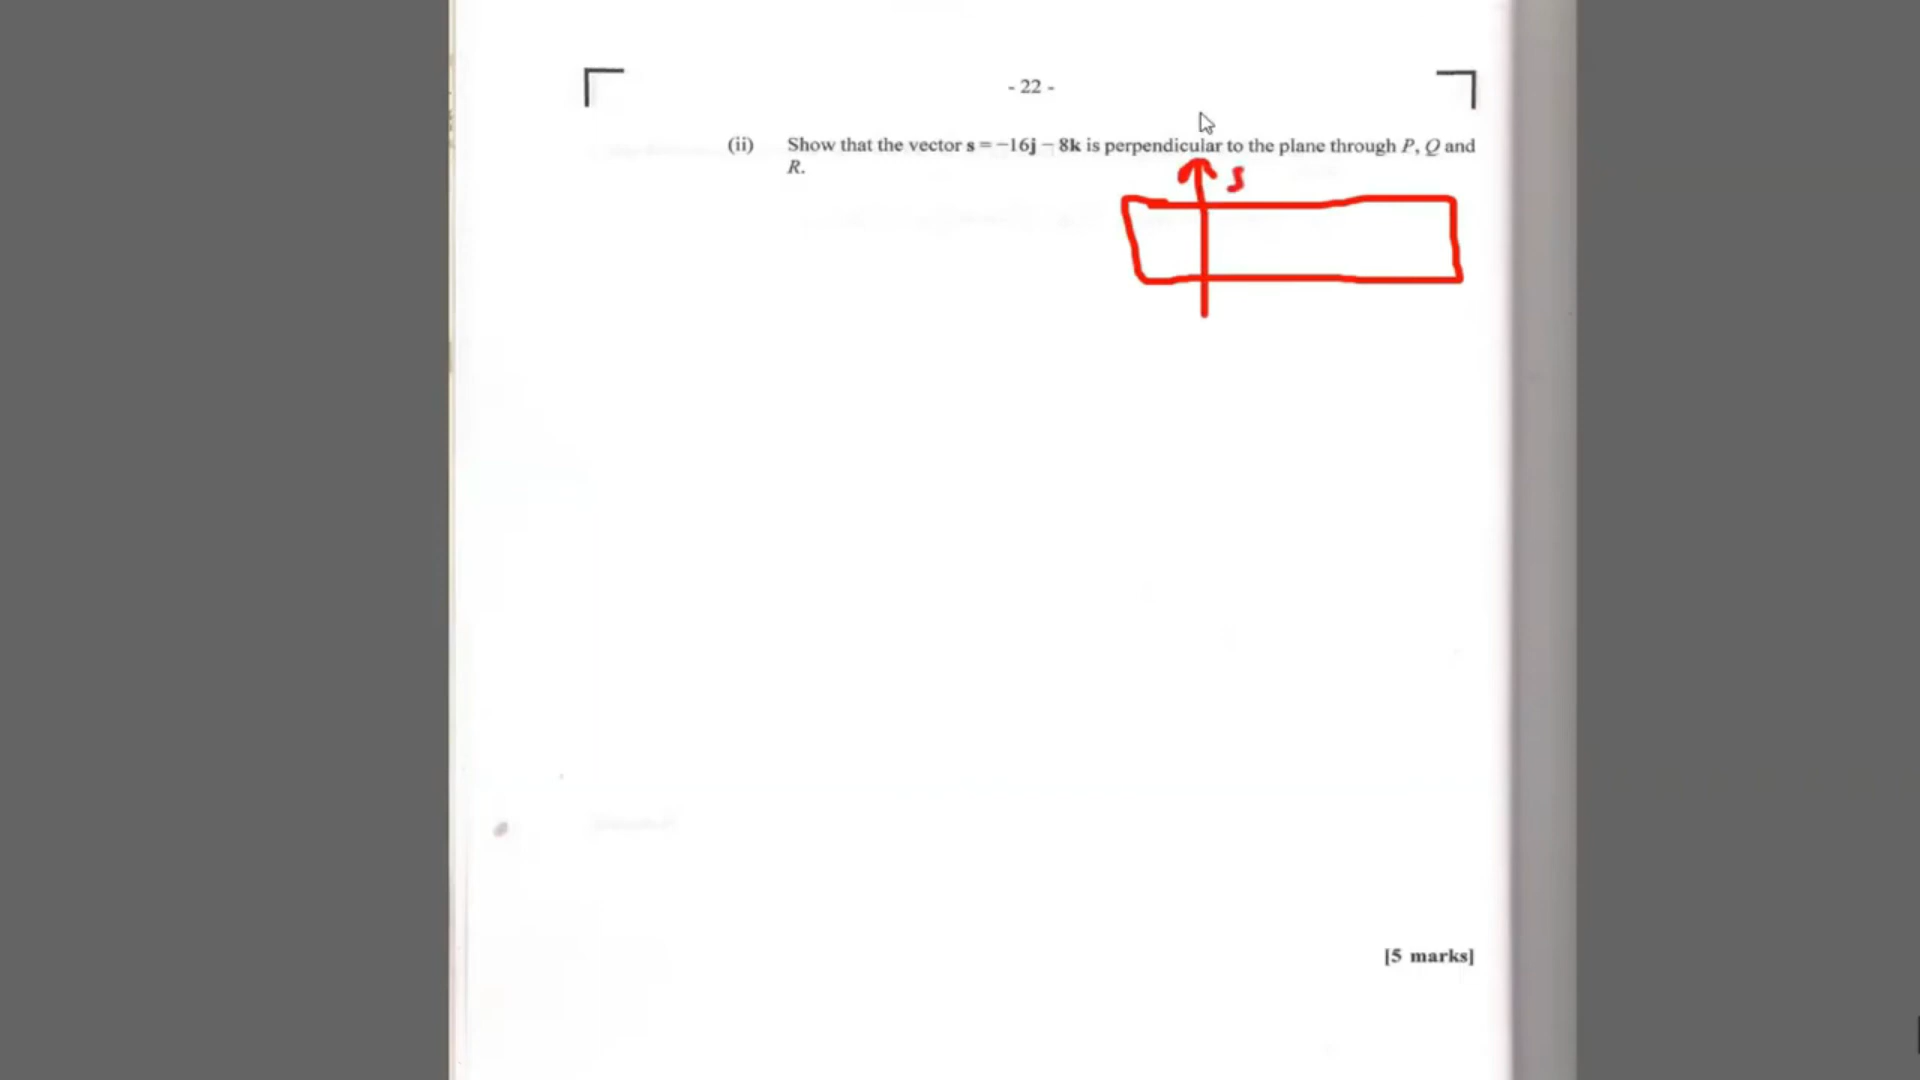 - 22 -
(ii) Show that the vector s = −16j − 8k is perpendicular to the plane through P, Q and
R.
s
[5 marks]